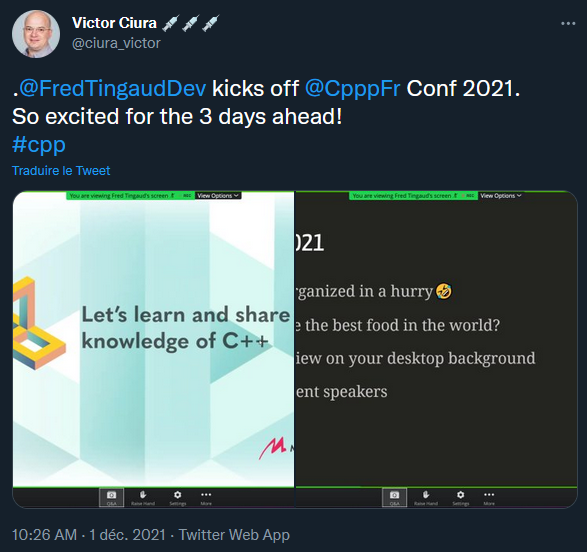 Victor Ciura 💉💉💉
@ciura_victor
.@FredTingaudDev kicks off @CpppFr Conf 2021.
So excited for the 3 days ahead!
#cpp
Traduire le Tweet
You are viewing Fred Tingaud's screen REC View Options
Let's learn and share
knowledge of C++
You are viewing Fred Tingaud's screen REC View Options
021
rganized in a hurry 🤣
e the best food in the world?
iew on your desktop background
ent speakers
Q&A Raise Hand Settings More
Q&A Raise Hand Settings More
10:26 AM · 1 déc. 2021 · Twitter Web App